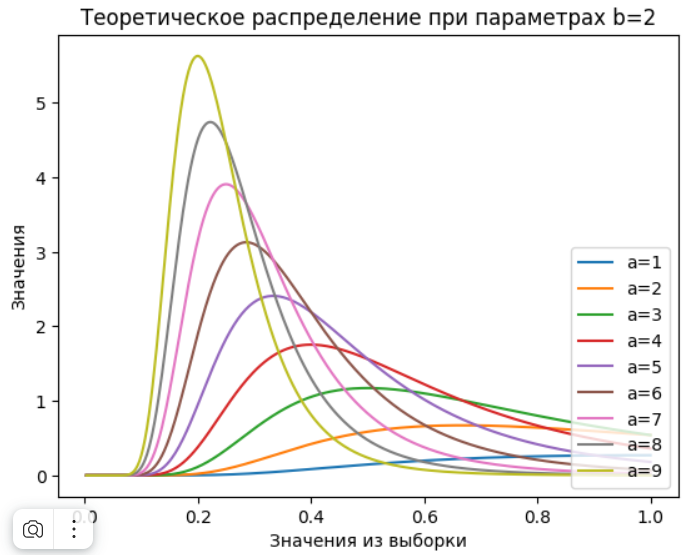 Теоретическое распределение при параметрах b=2
Значения
5
4
3
2
1
0
a=1
a=2
a=3
a=4
a=5
a=6
a=7
a=8
a=9
0.0 0.2 0.4 0.6 0.8 1.0
Значения из выборки